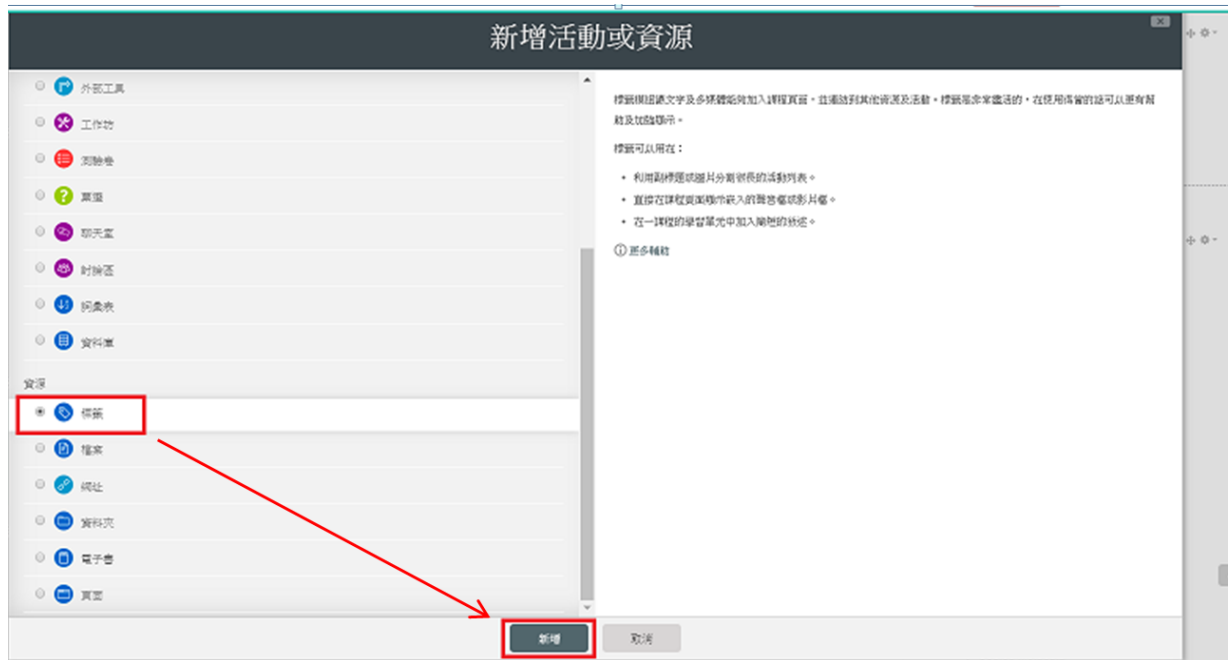 新增活動或資源
外部工具
工作坊
測驗卷
意見
聊天室
討論區
詞彙表
資料庫
資源
標籤
檔案
網址
資料夾
電子書
頁面
標籤模組讓文字及多媒體能夠加入課程頁面，並連結到其他資源及活動。標籤是非常靈活的，在使用得當的話可以更有幫
助及加強顯示。
標籤可以用在：
利用副標題或圖片分割很長的活動列表。
直接在課程頁面顯示嵌入的聲音檔或影片檔。
在一課程的學習單元中加入簡短的敘述。
更多輔助
新增
取消